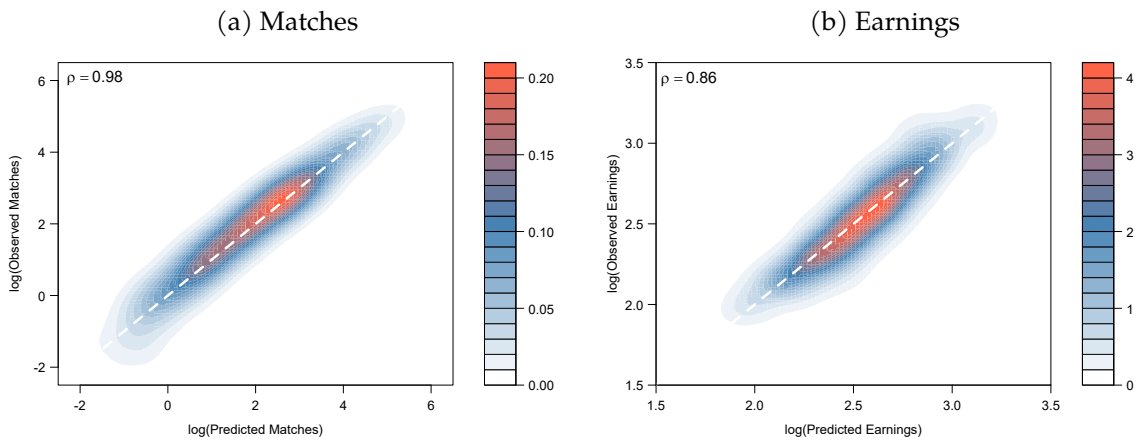 (a) Matches
ρ = 0.98
log(Observed Matches)
6
4
2
0
-2
-2 0 2 4 6
log(Predicted Matches)
0.20
0.15
0.10
0.05
0.00
(b) Earnings
ρ = 0.86
log(Observed Earnings)
3.5
3.0
2.5
2.0
1.5
1.5 2.0 2.5 3.0 3.5
log(Predicted Earnings)
4
3
2
1
0